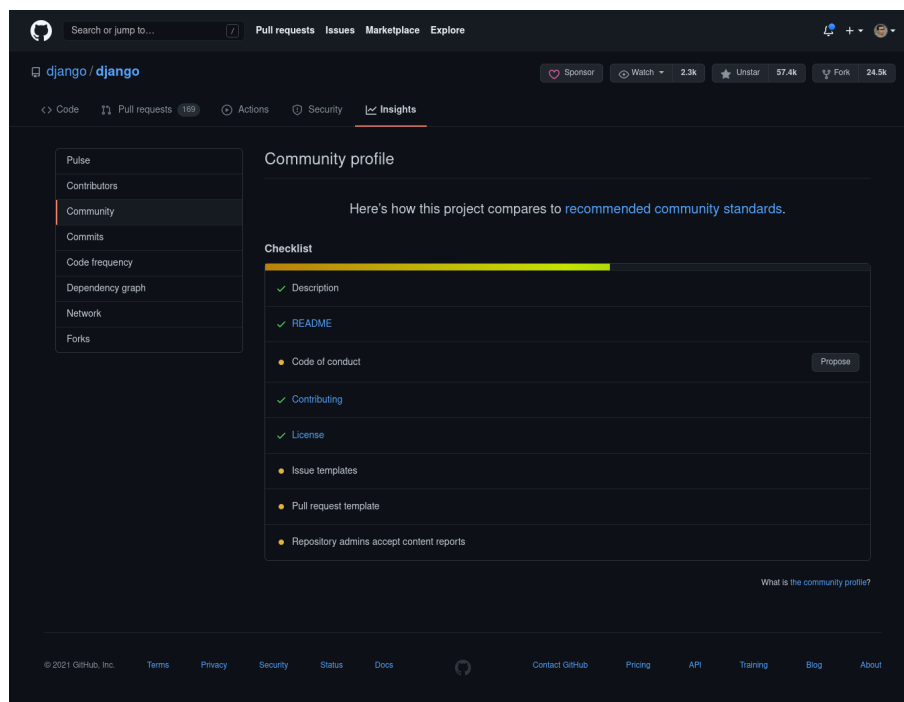 Search or jump to... /
Pull requests Issues Marketplace Explore
django / django
Sponsor Watch 2.3k Unstar 57.4k Fork 24.5k
Code Pull requests 169 Actions Security Insights
Pulse
Contributors
Community
Commits
Code frequency
Dependency graph
Network
Forks
Community profile
Here's how this project compares to recommended community standards.
Checklist
Description
README
Code of conduct Propose
Contributing
License
Issue templates
Pull request template
Repository admins accept content reports
What is the community profile?
© 2021 GitHub, Inc. Terms Privacy Security Status Docs Contact GitHub Pricing API Training Blog About